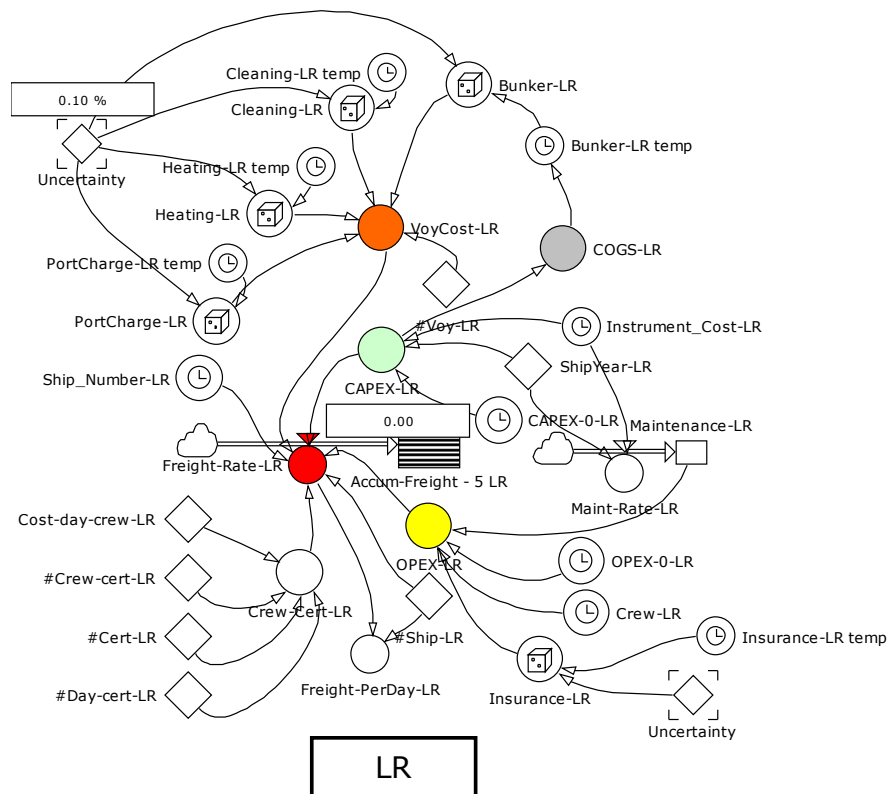 Cleaning-LR temp
Bunker-LR
0.10 %
Cleaning-LR
Bunker-LR temp
Uncertainty
Heating-LR temp
Heating-LR
VoyCost-LR
COGS-LR
PortCharge-LR temp
PortCharge-LR
#Voy-LR
Instrument_Cost-LR
ShipYear-LR
Ship_Number-LR
CAPEX-LR
0.00
CAPEX-0-LR
Maintenance-LR
Freight-Rate-LR
Accum-Freight - 5 LR
Maint-Rate-LR
Cost-day-crew-LR
OPEX-LR
OPEX-0-LR
#Crew-cert-LR
Crew-Cert-LR
Crew-LR
#Cert-LR
#Ship-LR
Insurance-LR temp
Freight-PerDay-LR
#Day-cert-LR
Insurance-LR
Uncertainty
LR